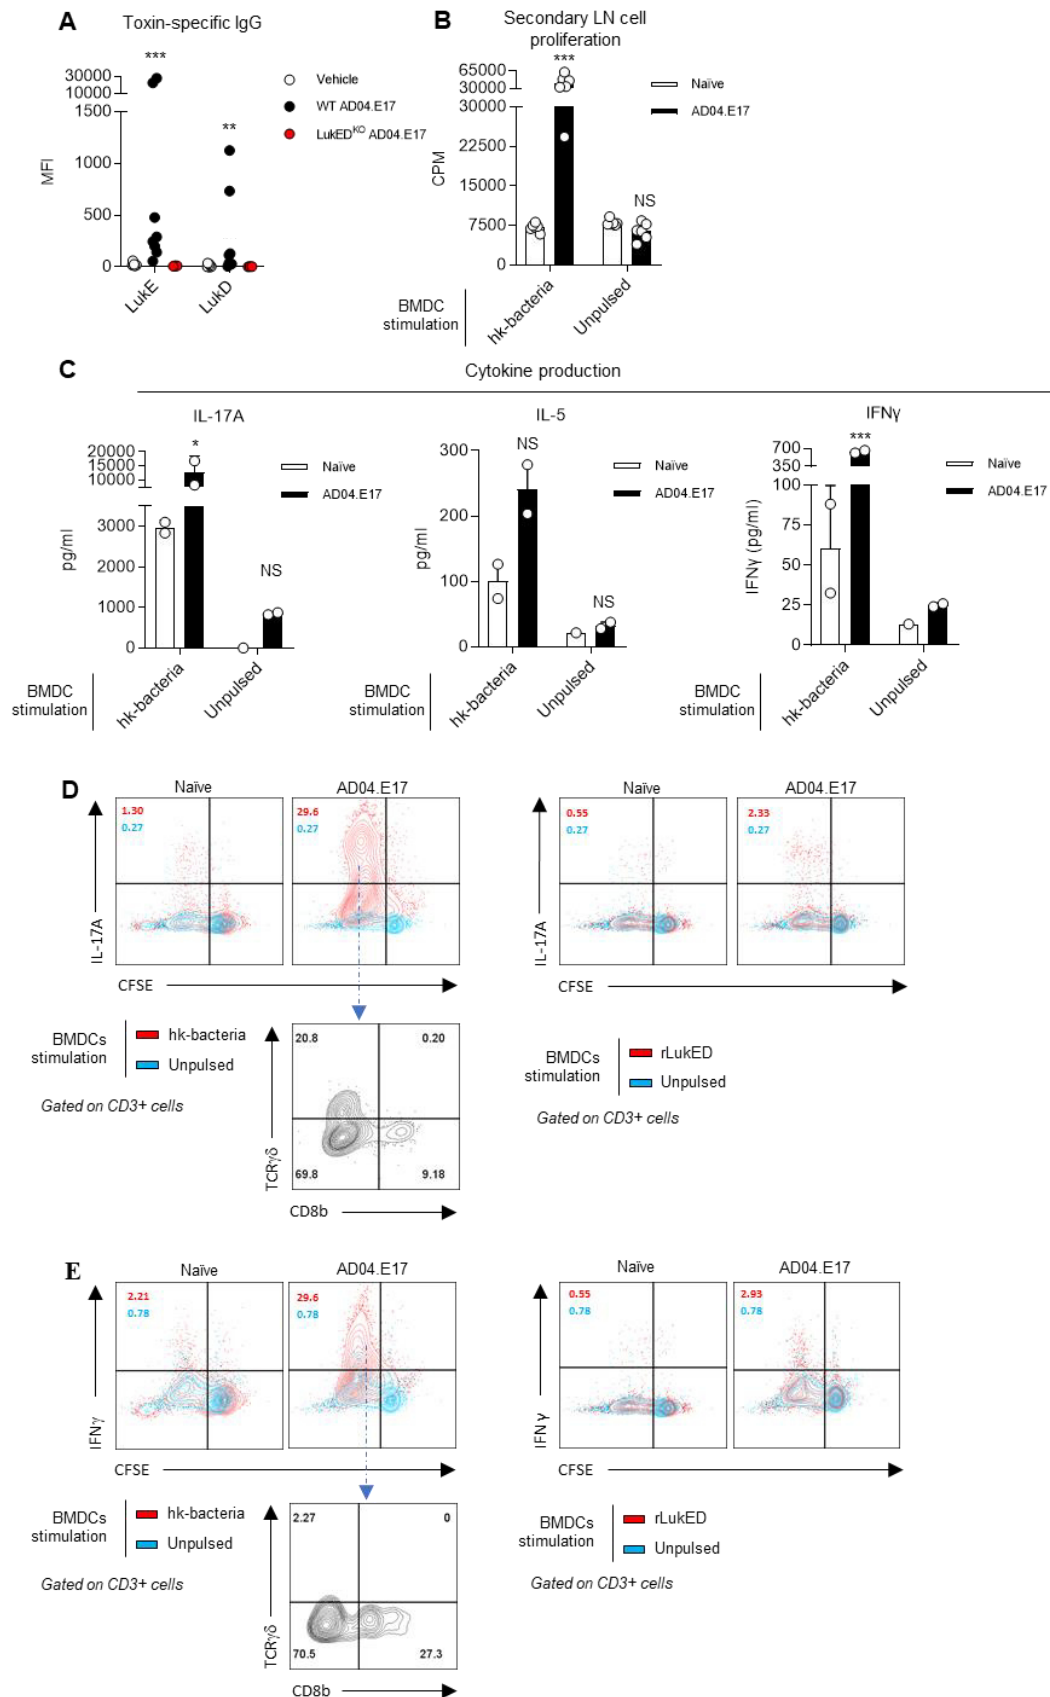 A
Toxin-specific IgG
***
**
30000
10000
1500
1000
500
0
MFI
LukE
LukD
Vehicle
WT AD04.E17
LukED^KO AD04.E17
B
Secondary LN cell
proliferation
***
NS
65000
30000
30000
22500
15000
7500
0
CPM
Naïve
AD04.E17
BMDC
stimulation
hk-bacteria
Unpulsed
C
Cytokine production
IL-17A
*
NS
20000
15000
10000
3000
2000
1000
0
pg/ml
Naïve
AD04.E17
BMDC
stimulation
hk-bacteria
Unpulsed
IL-5
NS
NS
300
200
100
0
pg/ml
Naïve
AD04.E17
BMDC
stimulation
hk-bacteria
Unpulsed
IFNγ
***
700
350
100
75
50
25
0
IFNγ (pg/ml)
Naïve
AD04.E17
BMDC
stimulation
hk-bacteria
Unpulsed
D
Naïve
AD04.E17
1.30
0.27
29.6
0.27
IL-17A
CFSE
BMDCs
stimulation
hk-bacteria
Unpulsed
Gated on CD3+ cells
20.8
0.20
69.8
9.18
TCRγδ
CD8b
Naïve
AD04.E17
0.55
0.27
2.33
0.27
IL-17A
CFSE
BMDCs
stimulation
rLukED
Unpulsed
Gated on CD3+ cells
E
Naïve
AD04.E17
2.21
0.78
29.6
0.78
IFNγ
CFSE
BMDCs
stimulation
hk-bacteria
Unpulsed
Gated on CD3+ cells
2.27
0
70.5
27.3
TCRγδ
CD8b
Naïve
AD04.E17
0.55
0.78
2.93
0.78
IFNγ
CFSE
BMDCs
stimulation
rLukED
Unpulsed
Gated on CD3+ cells